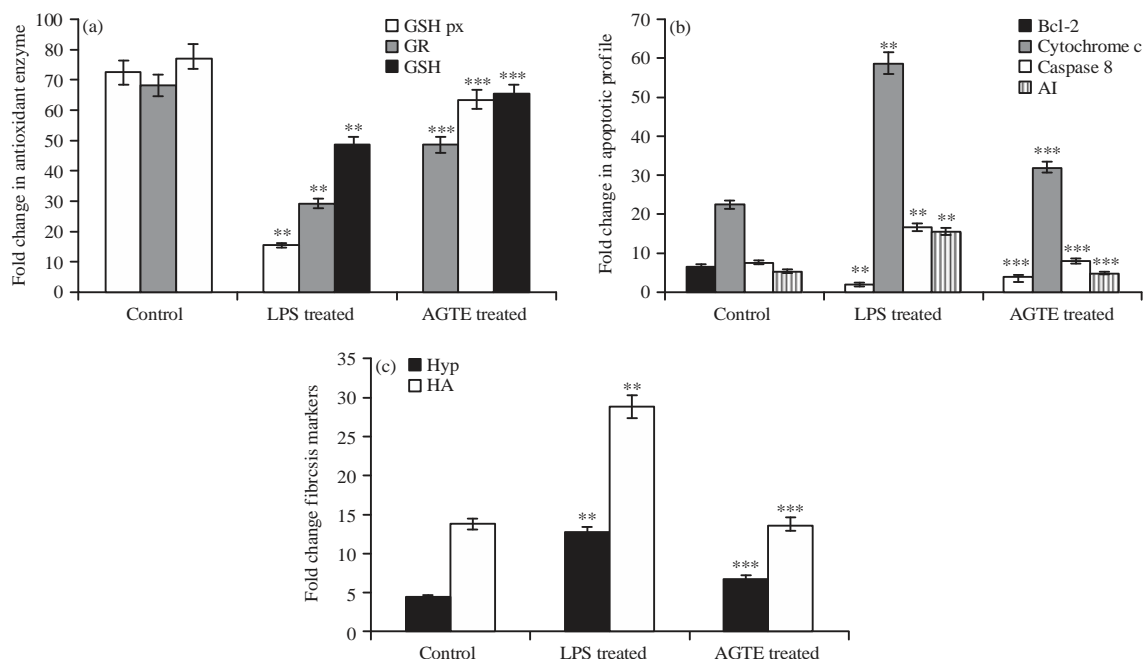 (a)
GSH px
GR
GSH
Fold change in antioxidant enzyme
100
90
80
70
60
50
40
30
20
10
0
**
**
**
***
***
***
Control
LPS treated
AGTE treated
(b)
Bcl-2
Cytochrome c
Caspase 8
AI
Fold change in apoptotic profile
70
60
50
40
30
20
10
0
**
**
**
**
***
***
***
***
Control
LPS treated
AGTE treated
(c)
Hyp
HA
Fold change fibrcsis markers
35
30
25
20
15
10
5
0
**
**
***
***
Control
LPS treated
AGTE treated